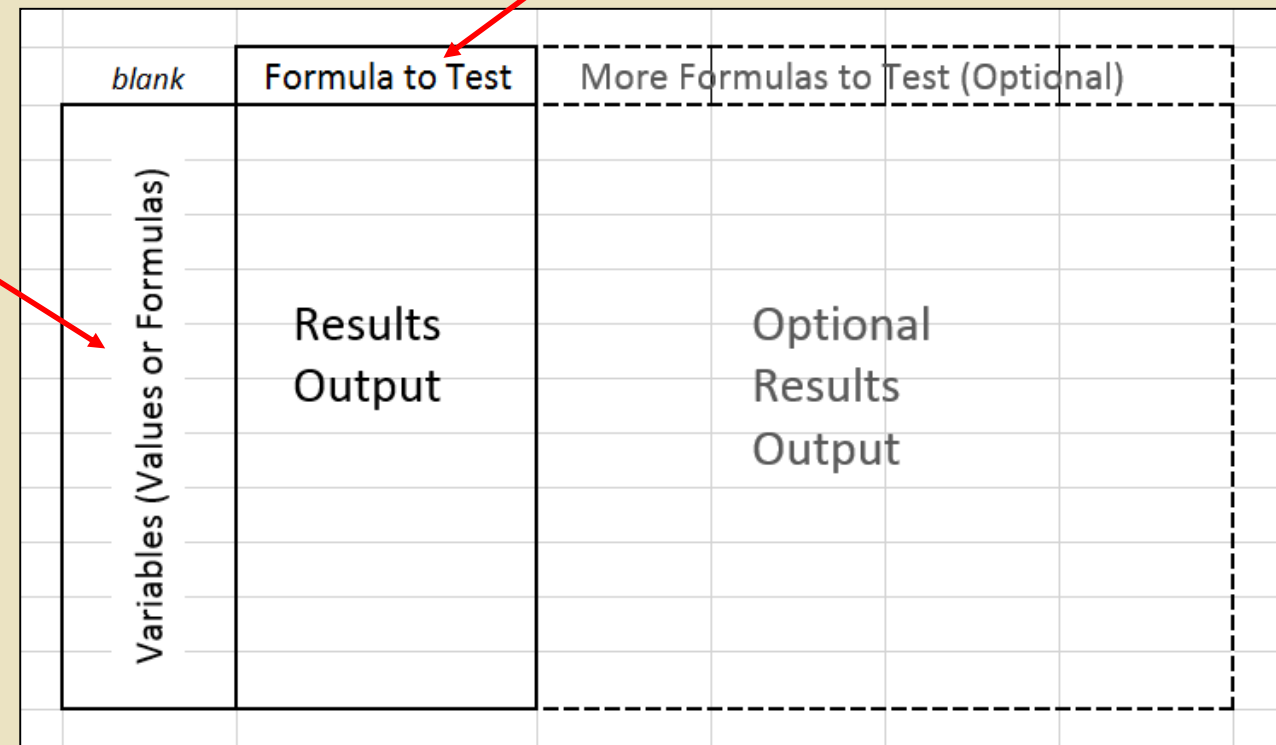 blank
Formula to Test
More Formulas to Test (Optional)
Variables (Values or Formulas)
Results
Output
Optional
Results
Output